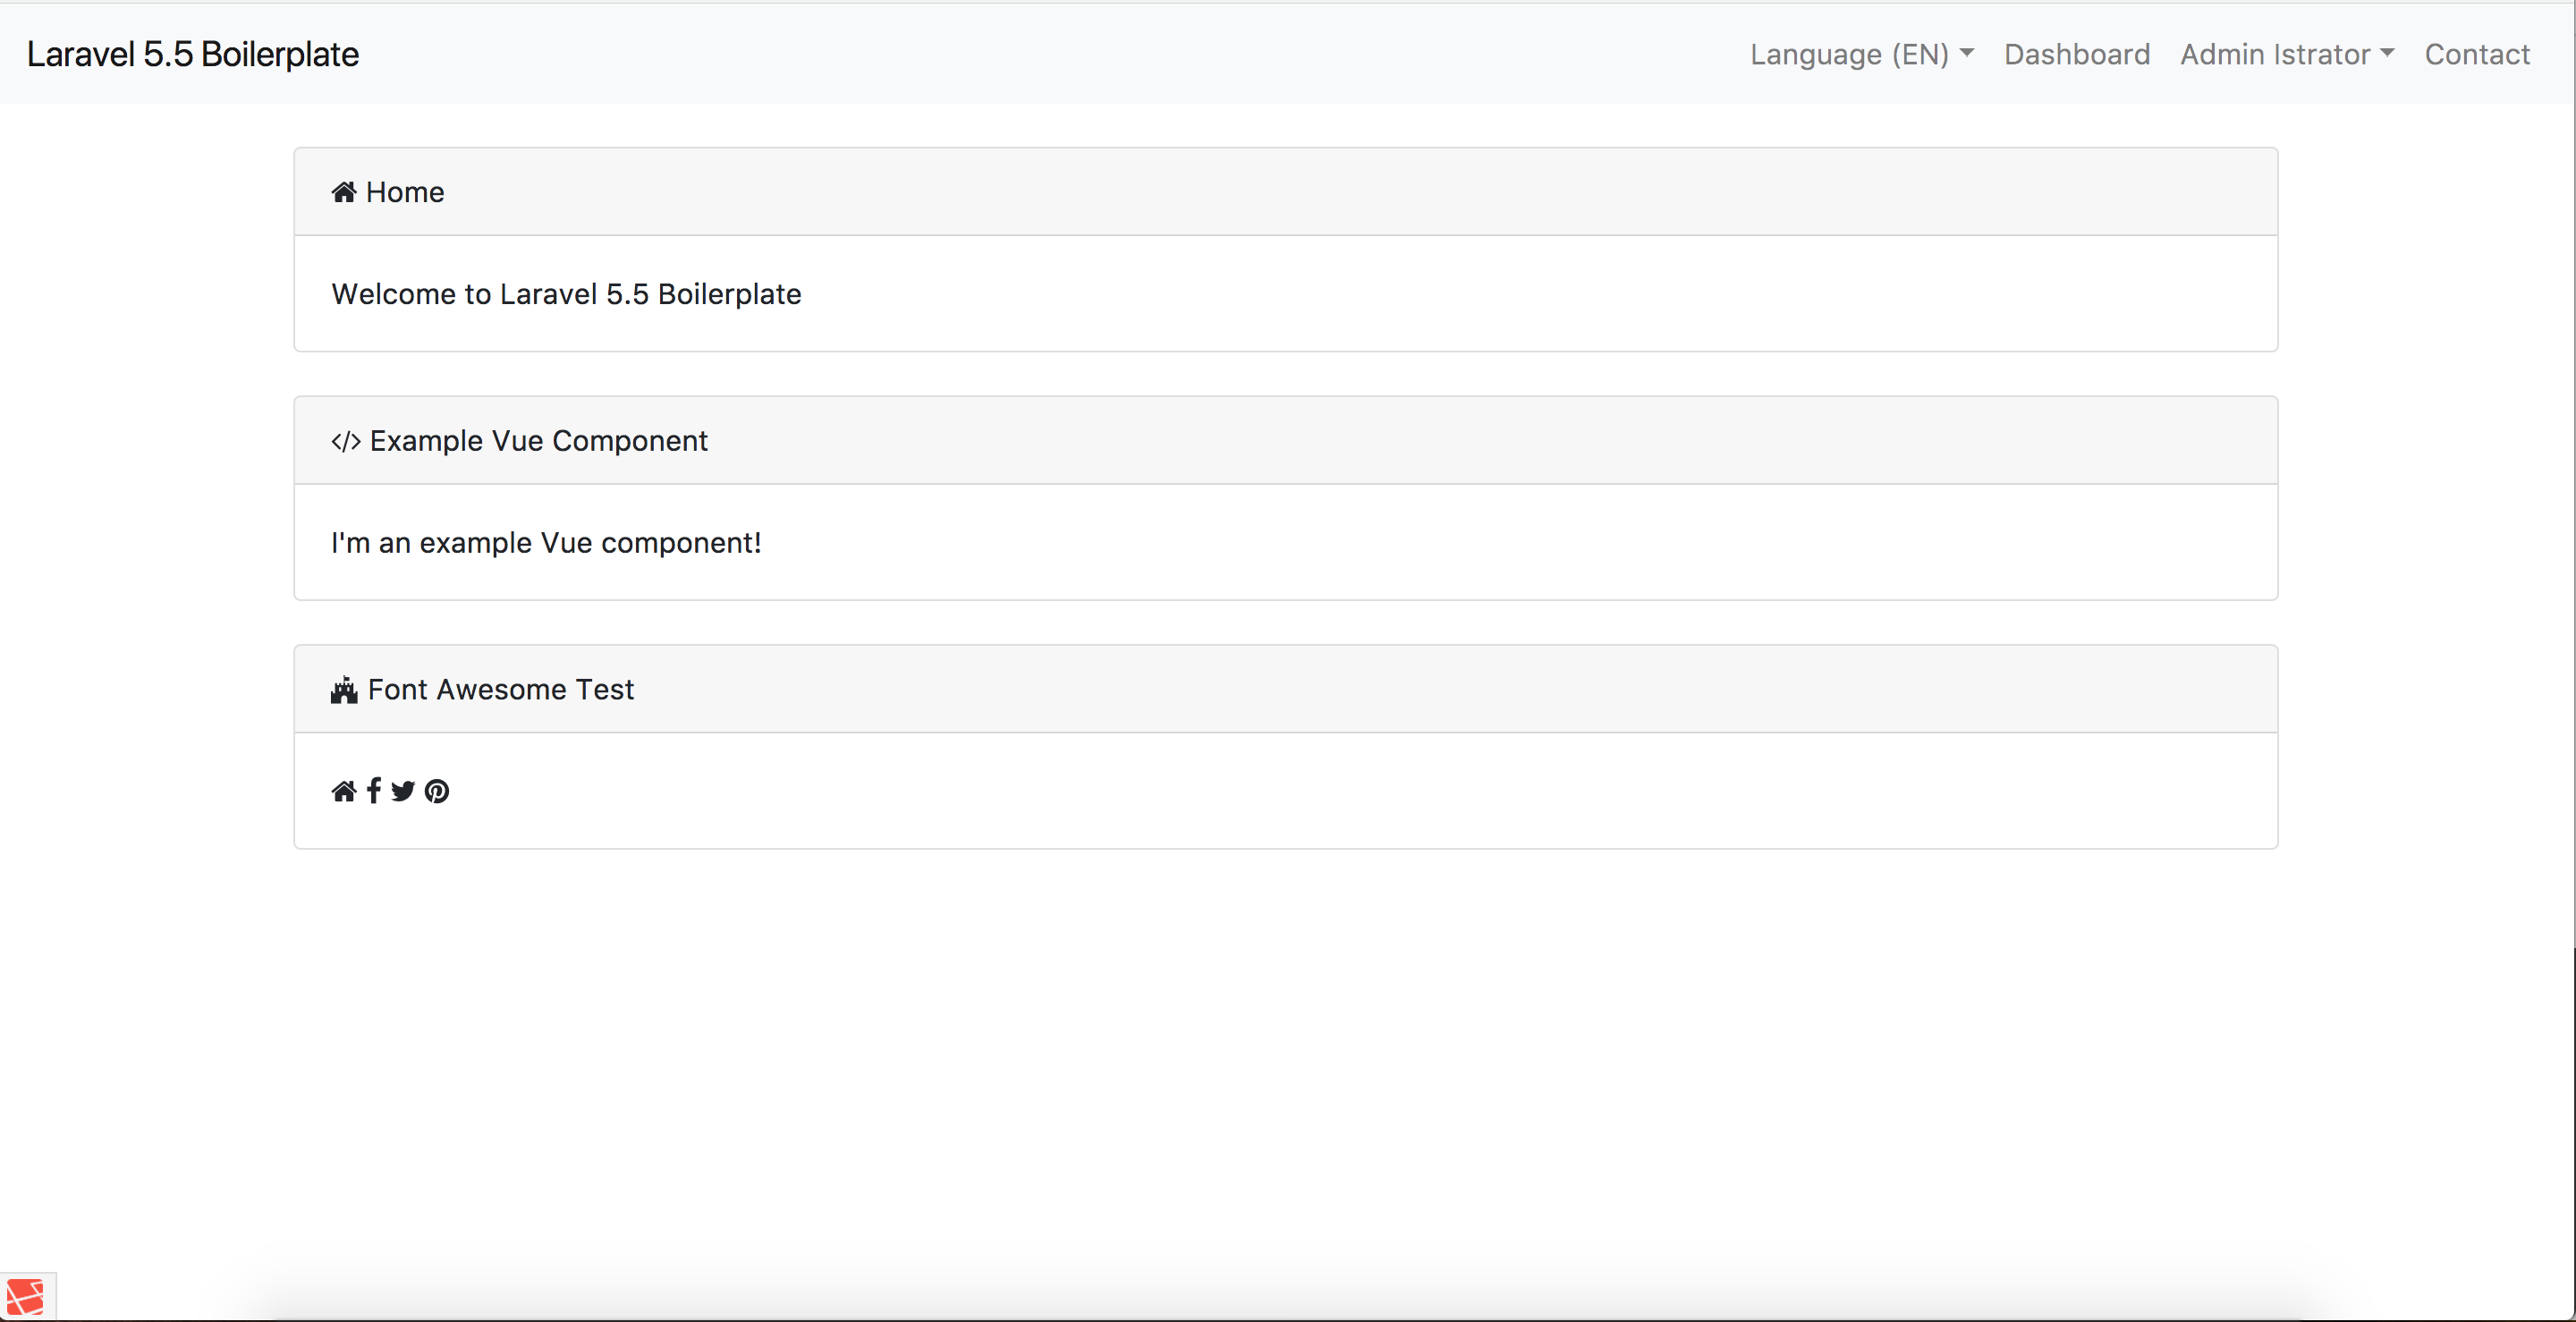 Laravel 5.5 Boilerplate
Language (EN) Dashboard Admin Istrator Contact
Home
Welcome to Laravel 5.5 Boilerplate
Example Vue Component
I'm an example Vue component!
Font Awesome Test